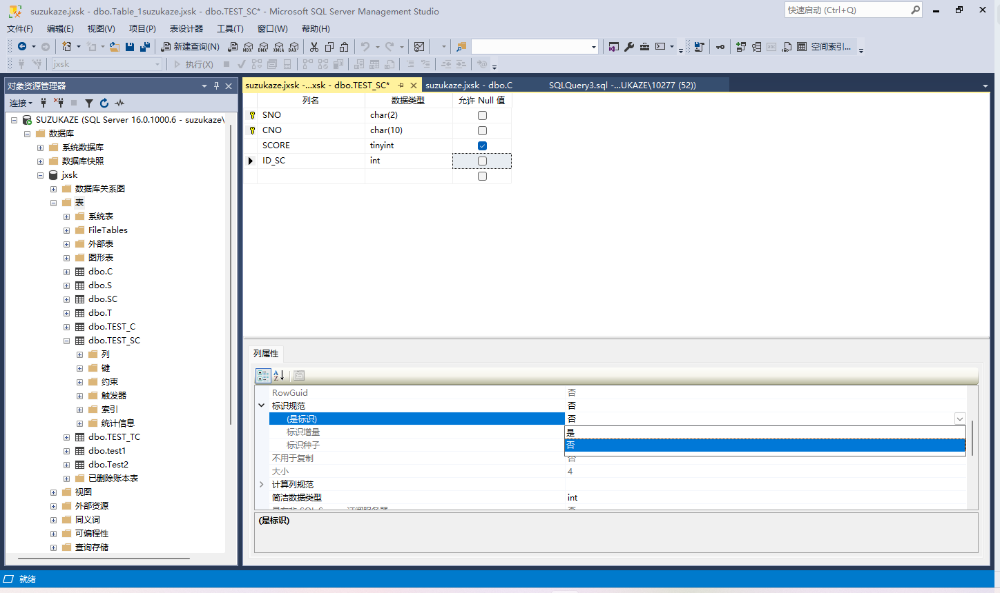 suzukaze.jxsk - dbo.Table_1suzukaze.jxsk - dbo.TEST_SC* - Microsoft SQL Server Management Studio
快速启动 (Ctrl+Q)
文件(F) 编辑(E) 视图(V) 项目(P) 表设计器 工具(T) 窗口(W) 帮助(H)
新建查询(N) MDX DMX XMLA DAX 空间索引...
jxsk 执行(X)
对象资源管理器
suzukaze.jxsk -...xsk - dbo.TEST_SC* suzukaze.jxsk - dbo.C SQLQuery3.sql -...UKAZE\10277 (52))
连接
列名 数据类型 允许 Null 值
SNO char(2)
CNO char(10)
SCORE tinyint
ID_SC int
SUZUKAZE (SQL Server 16.0.1000.6 - suzukaze\
数据库
系统数据库
数据库快照
jxsk
数据库关系图
表
系统表
FileTables
外部表
图形表
dbo.C
dbo.S
dbo.SC
dbo.T
dbo.TEST_C
dbo.TEST_SC
列
键
约束
触发器
索引
统计信息
dbo.TEST_TC
dbo.test1
dbo.Test2
已删除账本表
视图
外部资源
同义词
可编程性
查询存储
列属性
RowGuid 否
标识规范 否
(是标识) 否
标识增量
标识种子
是
否
不用于复制 否
大小 4
计算列规范
简洁数据类型 int
(是标识)
就绪